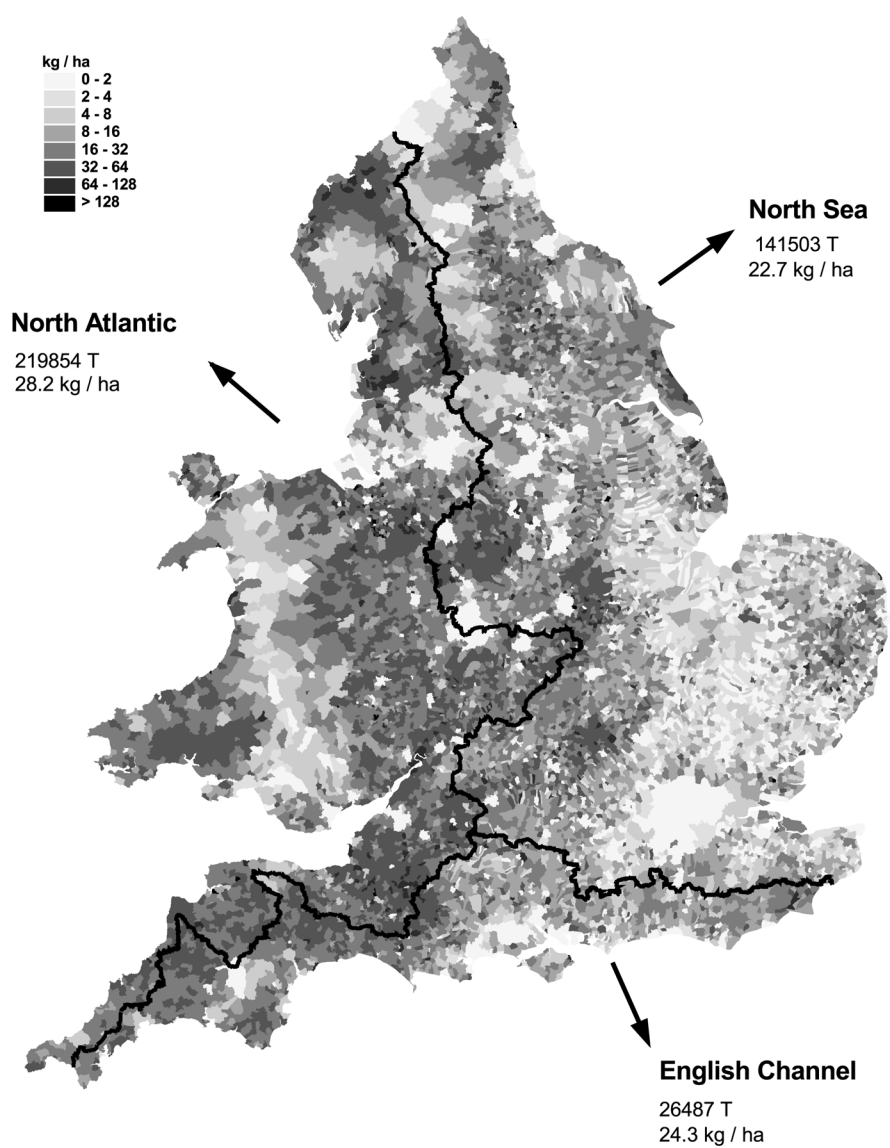 kg / ha
0 - 2
2 - 4
4 - 8
8 - 16
16 - 32
32 - 64
64 - 128
> 128
North Sea
141503 T
22.7 kg / ha
North Atlantic
219854 T
28.2 kg / ha
English Channel
26487 T
24.3 kg / ha